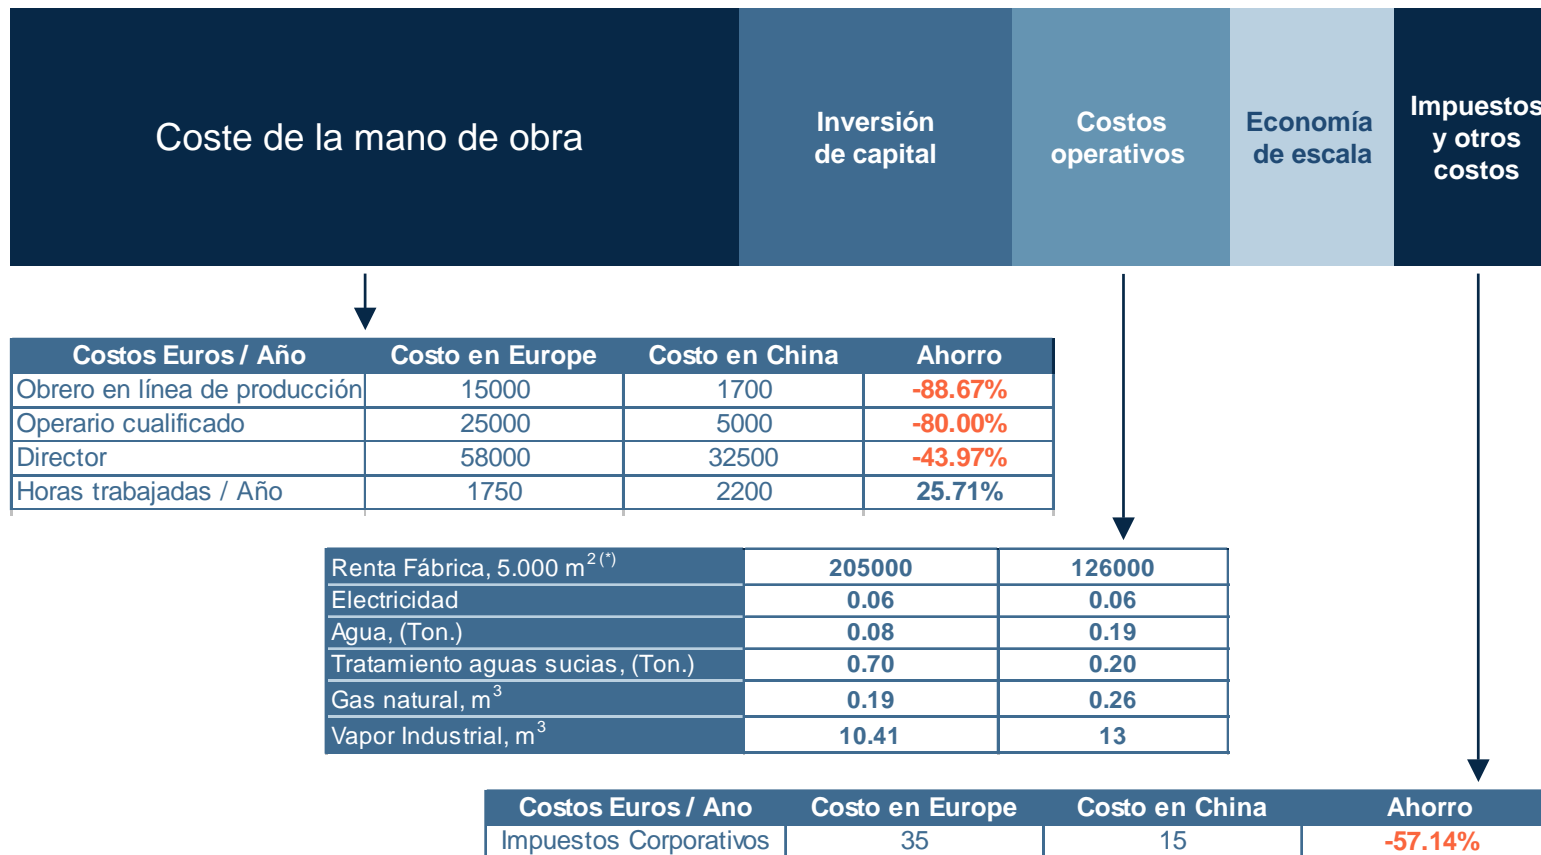 Coste de la mano de obra
Inversión
de capital
Costos
operativos
Economía
de escala
Impuestos
y otros
costos
Costos Euros / Año Costo en Europe Costo en China Ahorro
Obrero en línea de producción 15000 1700 -88.67%
Operario cualificado 25000 5000 -80.00%
Director 58000 32500 -43.97%
Horas trabajadas / Año 1750 2200 25.71%
Renta Fábrica, 5.000 m2 (*) 205000 126000
Electricidad 0.06 0.06
Agua, (Ton.) 0.08 0.19
Tratamiento aguas sucias, (Ton.) 0.70 0.20
Gas natural, m3 0.19 0.26
Vapor Industrial, m3 10.41 13
Costos Euros / Ano Costo en Europe Costo en China Ahorro
Impuestos Corporativos 35 15 -57.14%